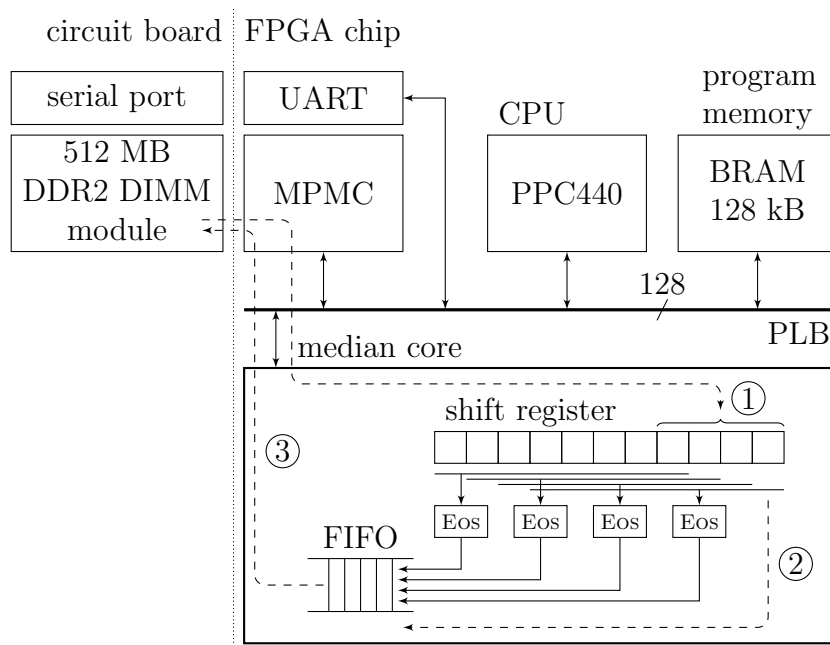 circuit board
FPGA chip
serial port
UART
CPU
program
memory
512 MB
DDR2 DIMM
module
MPMC
PPC440
BRAM
128 kB
128
PLB
median core
shift register
1
3
Eos
Eos
Eos
Eos
FIFO
2